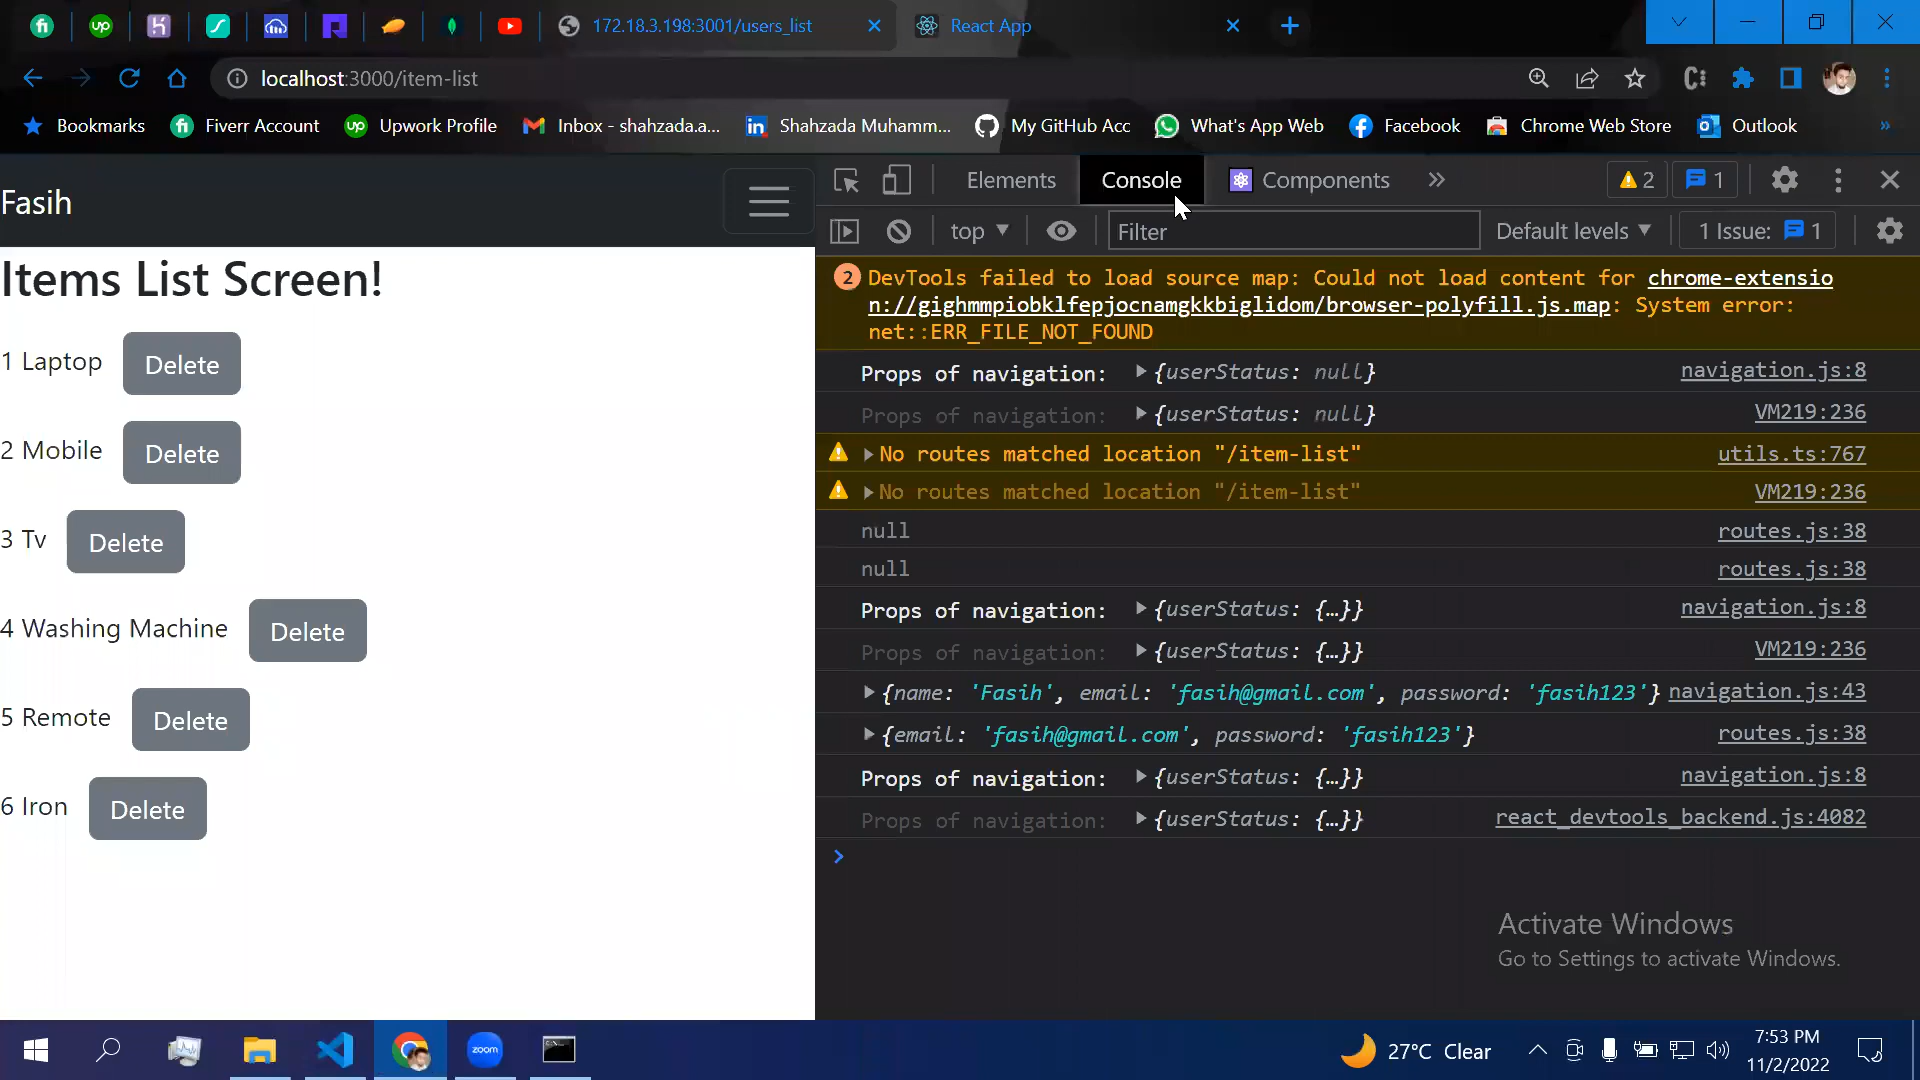 172.18.3.198:3001/users_list
React App
localhost:3000/item-list
Bookmarks
Fiverr Account
Upwork Profile
Inbox - shahzada.a...
Shahzada Muhamm...
My GitHub Acc
What's App Web
Facebook
Chrome Web Store
Outlook
Fasih
Items List Screen!
1 Laptop Delete
2 Mobile Delete
3 Tv Delete
4 Washing Machine Delete
5 Remote Delete
6 Iron Delete
Elements
Console
Components
2
1
top
Filter
Default levels
1 Issue: 1
2 DevTools failed to load source map: Could not load content for chrome-extensio
n://gighmmpiobklfepjocnamgkkbiglidom/browser-polyfill.js.map: System error:
net::ERR_FILE_NOT_FOUND
Props of navigation: {userStatus: null} navigation.js:8
Props of navigation: {userStatus: null} VM219:236
No routes matched location "/item-list" utils.ts:767
No routes matched location "/item-list" VM219:236
null routes.js:38
null routes.js:38
Props of navigation: {userStatus: {…}} navigation.js:8
Props of navigation: {userStatus: {…}} VM219:236
{name: 'Fasih', email: 'fasih@gmail.com', password: 'fasih123'} navigation.js:43
{email: 'fasih@gmail.com', password: 'fasih123'} routes.js:38
Props of navigation: {userStatus: {…}} navigation.js:8
Props of navigation: {userStatus: {…}} react_devtools_backend.js:4082
Activate Windows
Go to Settings to activate Windows.
zoom
27°C Clear
7:53 PM
11/2/2022